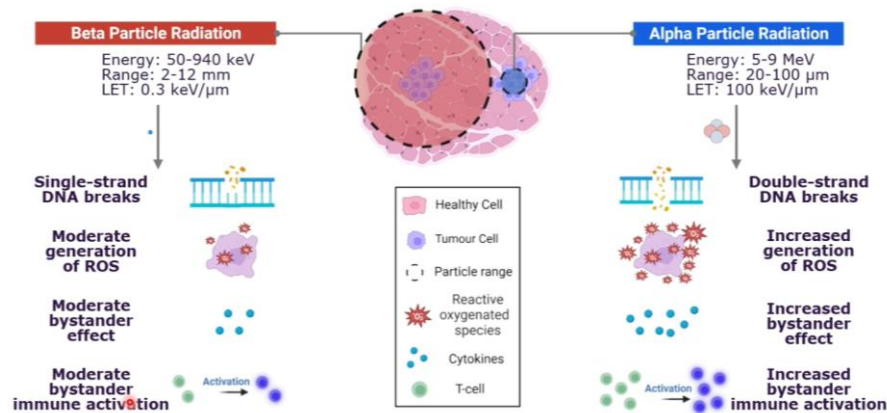 Beta Particle Radiation
Energy: 50-940 keV
Range: 2-12 mm
LET: 0.3 keV/μm
Single-strand
DNA breaks
Moderate
generation
of ROS
Moderate
bystander
effect
Moderate
bystander
immune activation
Activation
Healthy Cell
Tumour Cell
Particle range
Reactive
oxygenated
species
Cytokines
T-cell
Alpha Particle Radiation
Energy: 5-9 MeV
Range: 20-100 μm
LET: 100 keV/μm
Double-strand
DNA breaks
Increased
generation
of ROS
Increased
bystander
effect
Increased
bystander
immune activation
Activation